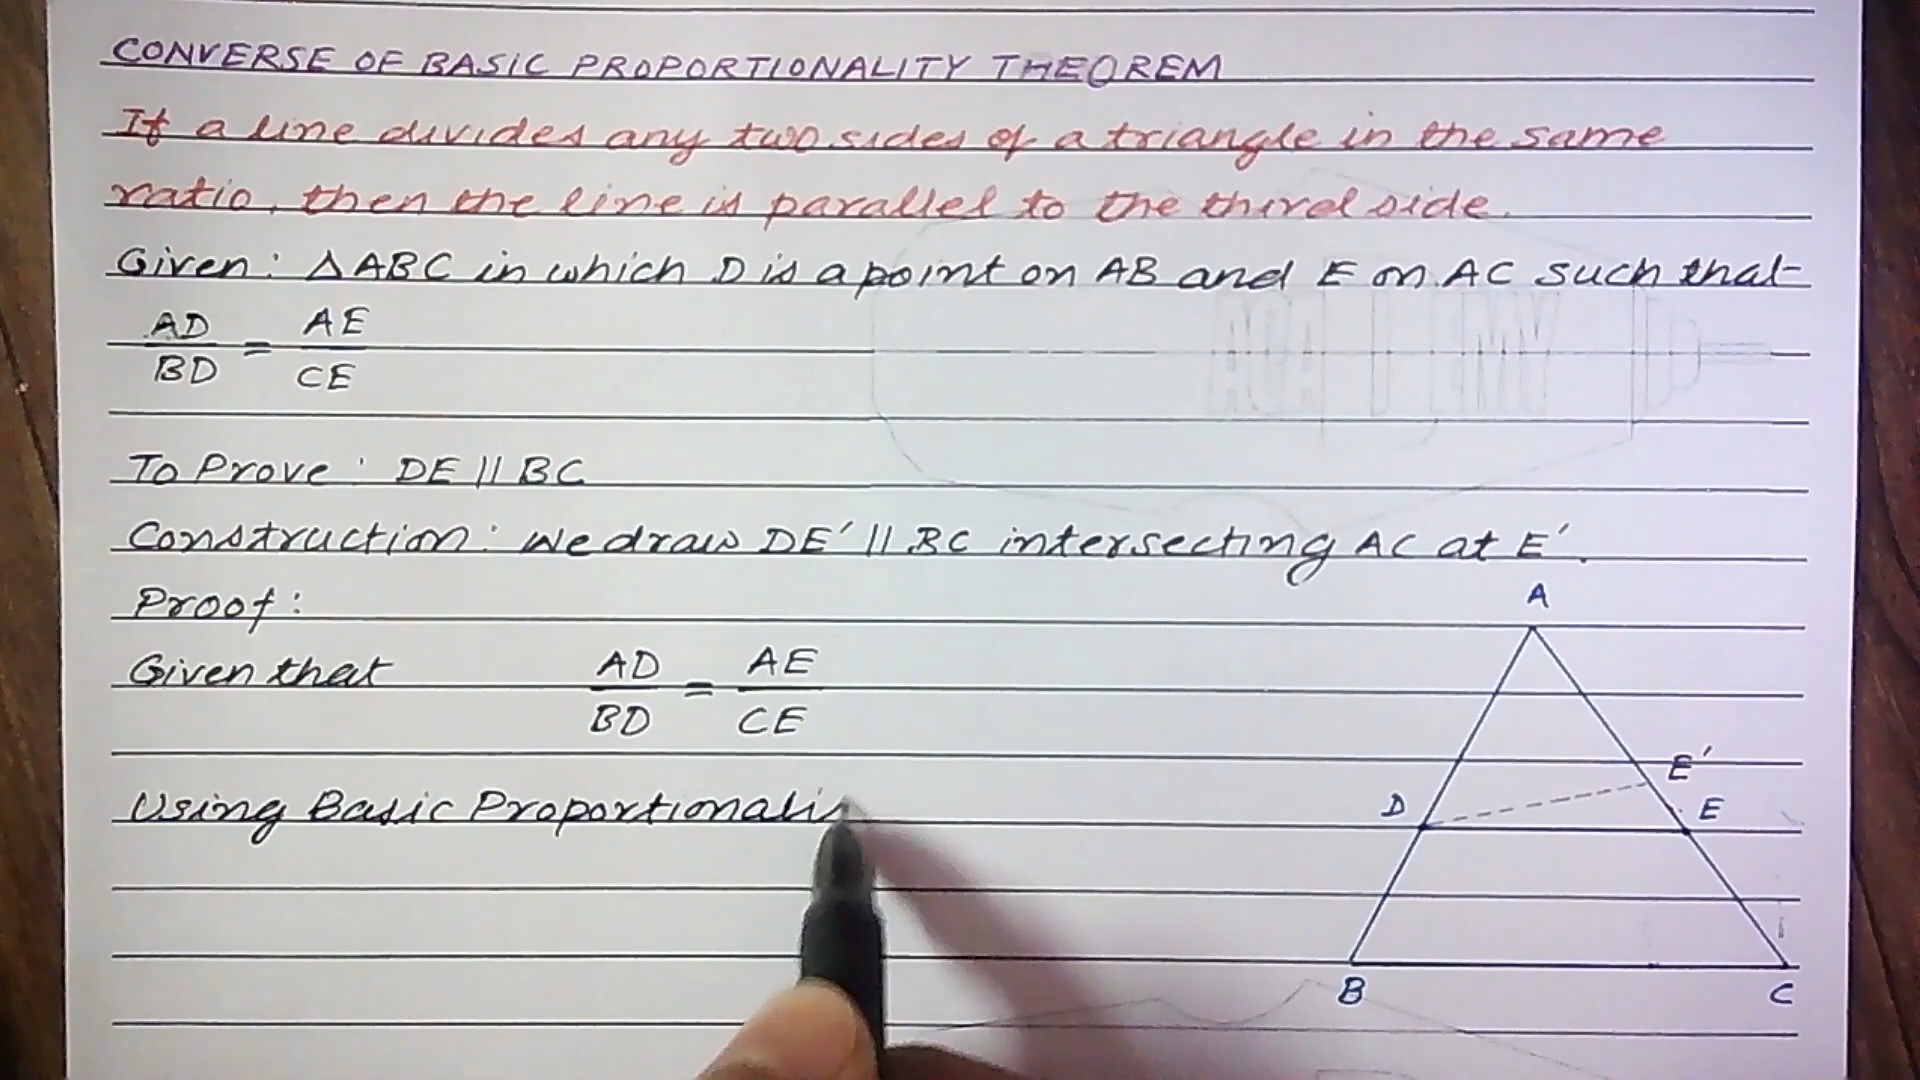 CONVERSE OF BASIC PROPORTIONALITY THEOREM
If a line divides any two sides of a triangle in the same
ratio, then the line is parallel to the third side.
Given: △ABC in which D is a point on AB and E on AC such that
AD/BD = AE/CE
To Prove: DE || BC
Construction: We draw DE′ || BC intersecting AC at E′.
Proof:
Given that AD/BD = AE/CE
Using Basic Proportionali
A
E′
D
E
B
C